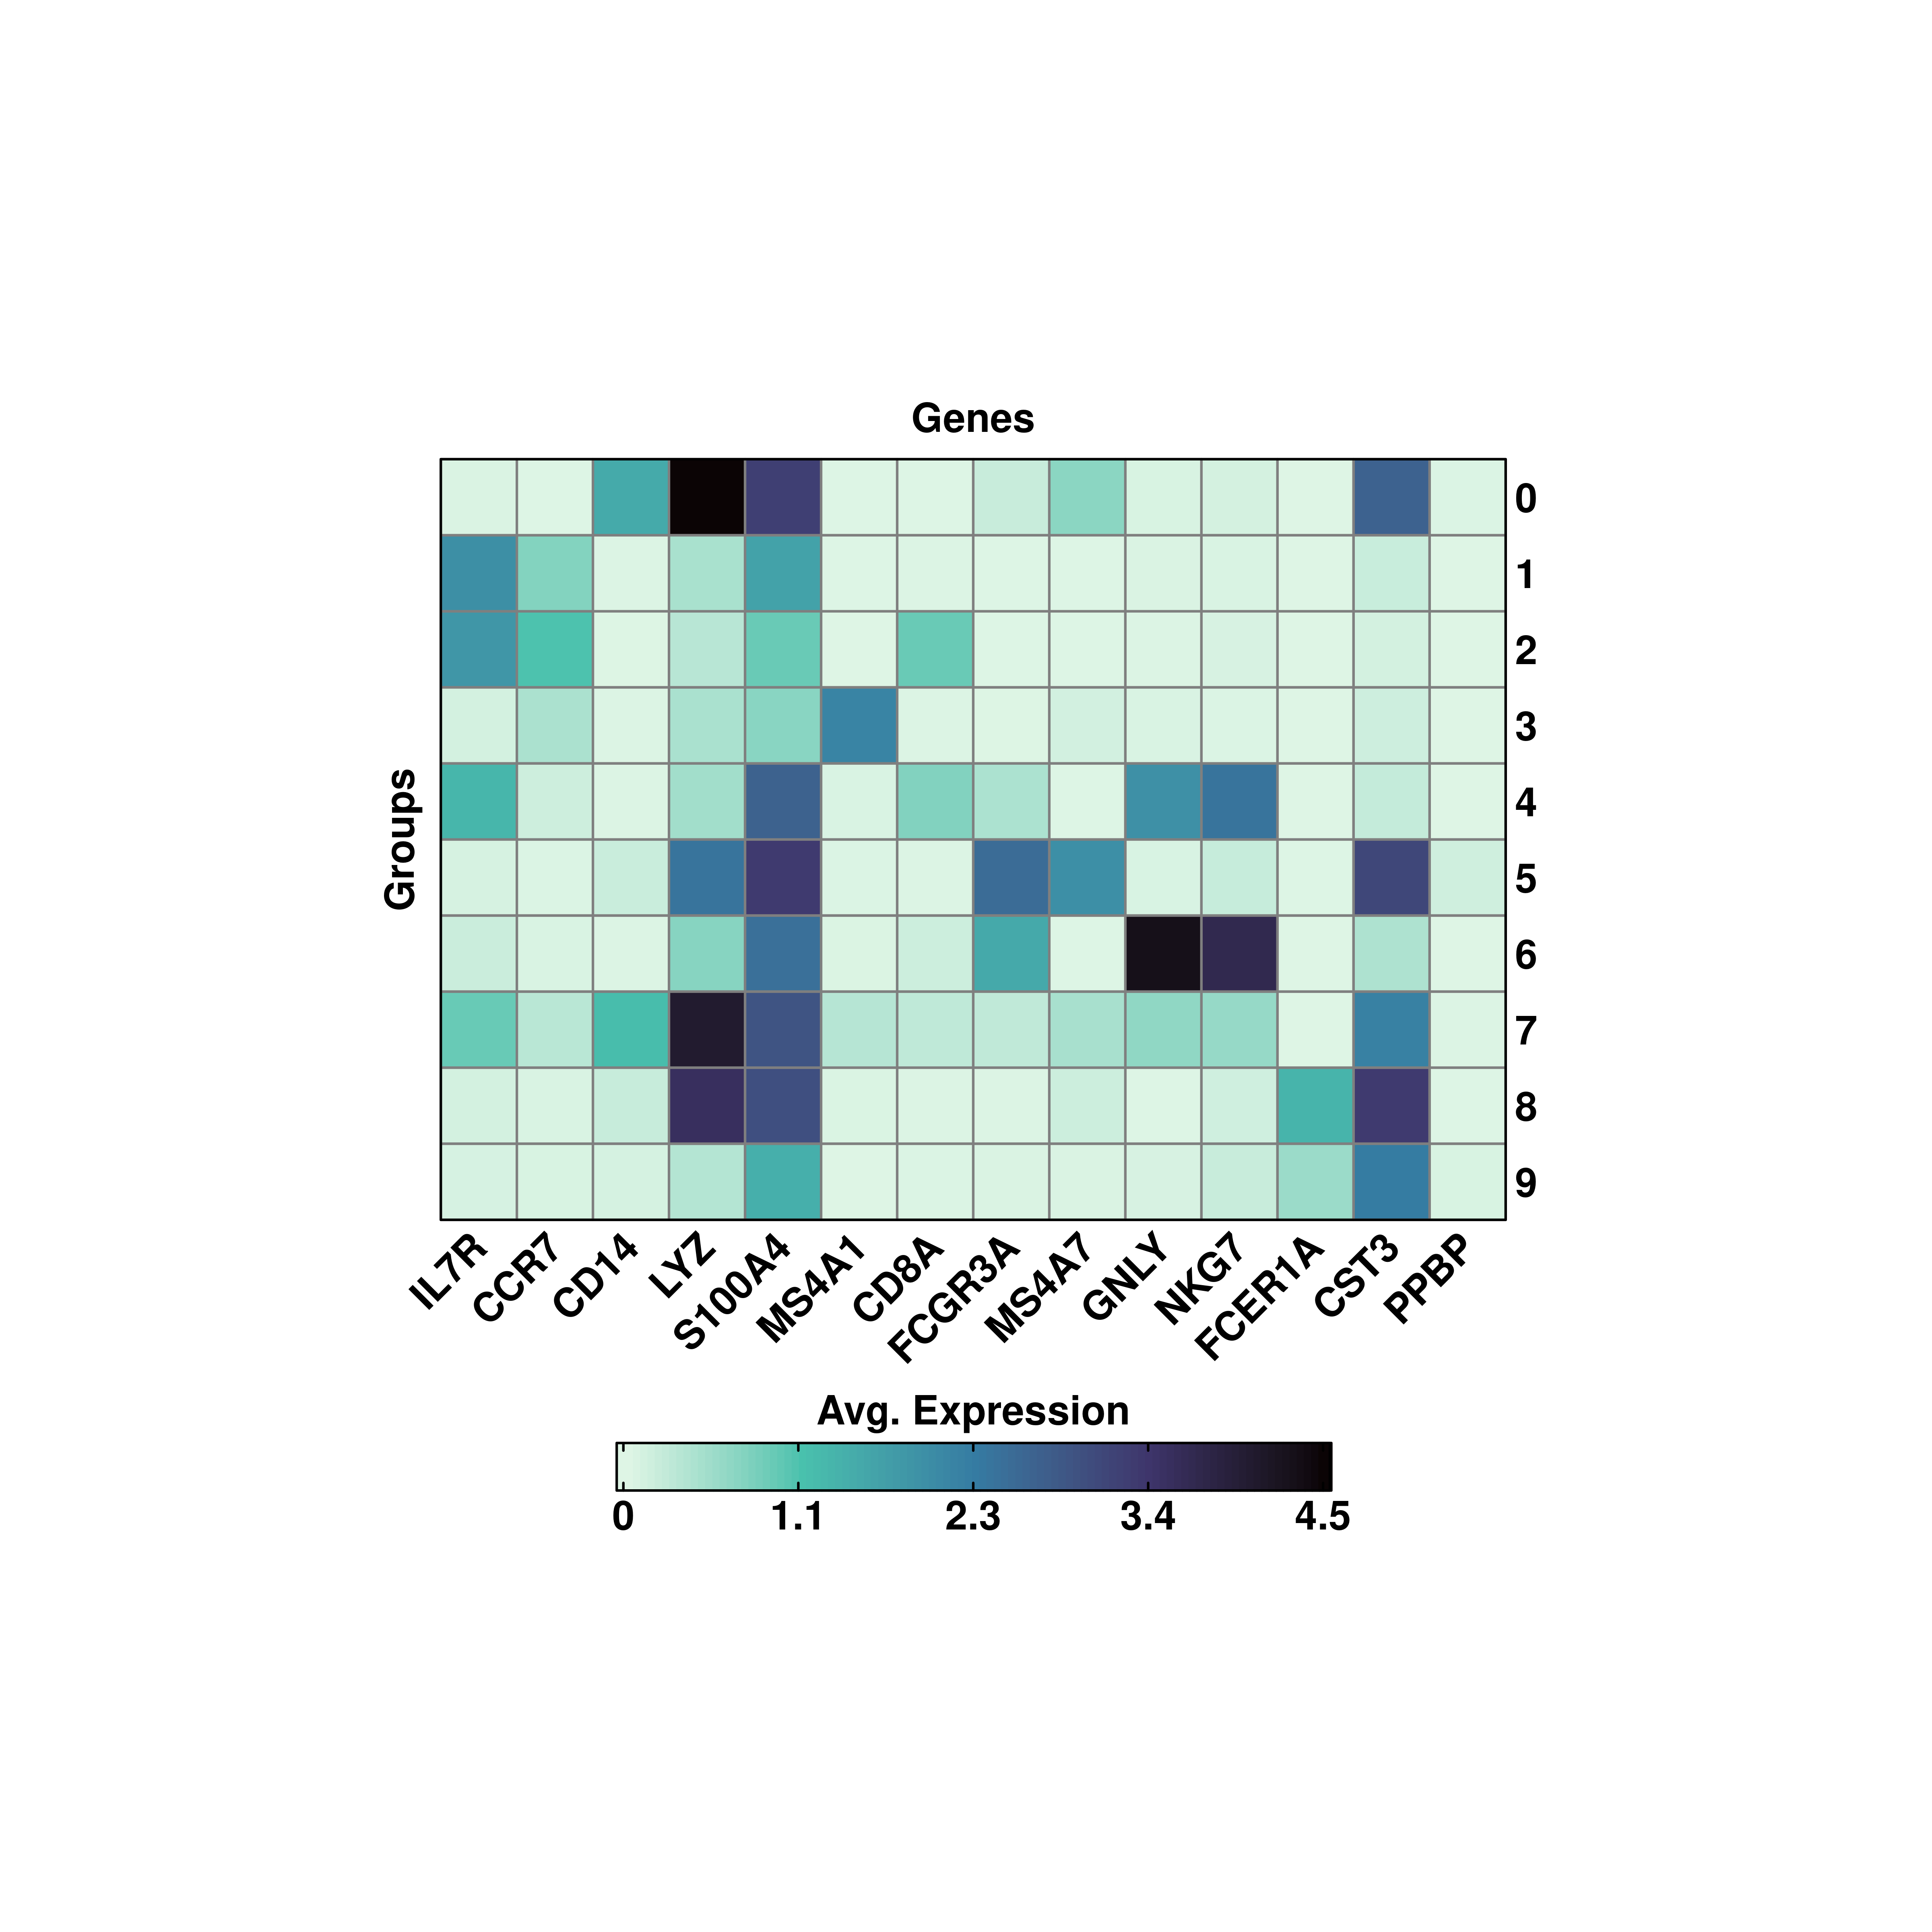 Genes
Groups
0
1
2
3
4
5
6
7
8
9
IL7R
CCR7
CD14
LYZ
S100A4
MS4A1
CD8A
FCGR3A
MS4A7
GNLY
NKG7
FCER1A
CST3
PPBP
Avg. Expression
0 1.1 2.3 3.4 4.5